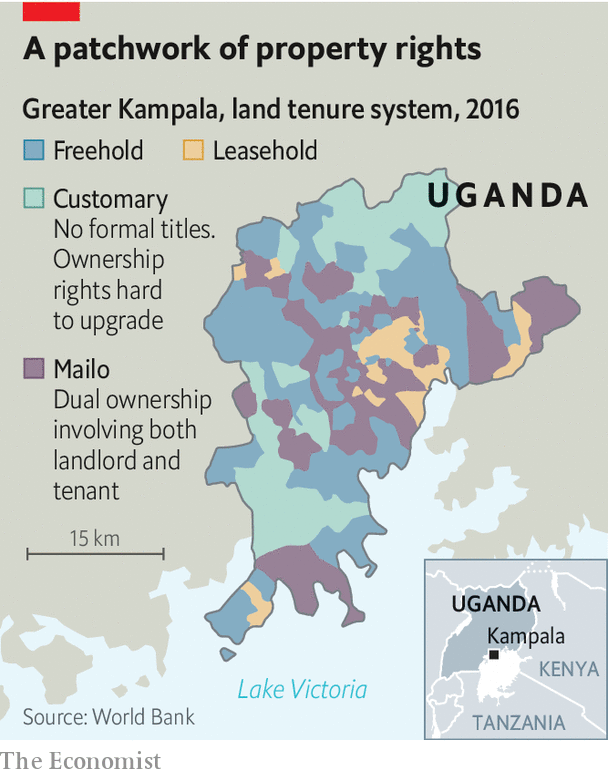 A patchwork of property rights
Greater Kampala, land tenure system, 2016
Freehold
Leasehold
Customary
No formal titles.
Ownership
rights hard
to upgrade
Mailo
Dual ownership
involving both
landlord and
tenant
15 km
UGANDA
Lake Victoria
UGANDA
Kampala
KENYA
TANZANIA
Source: World Bank
The Economist